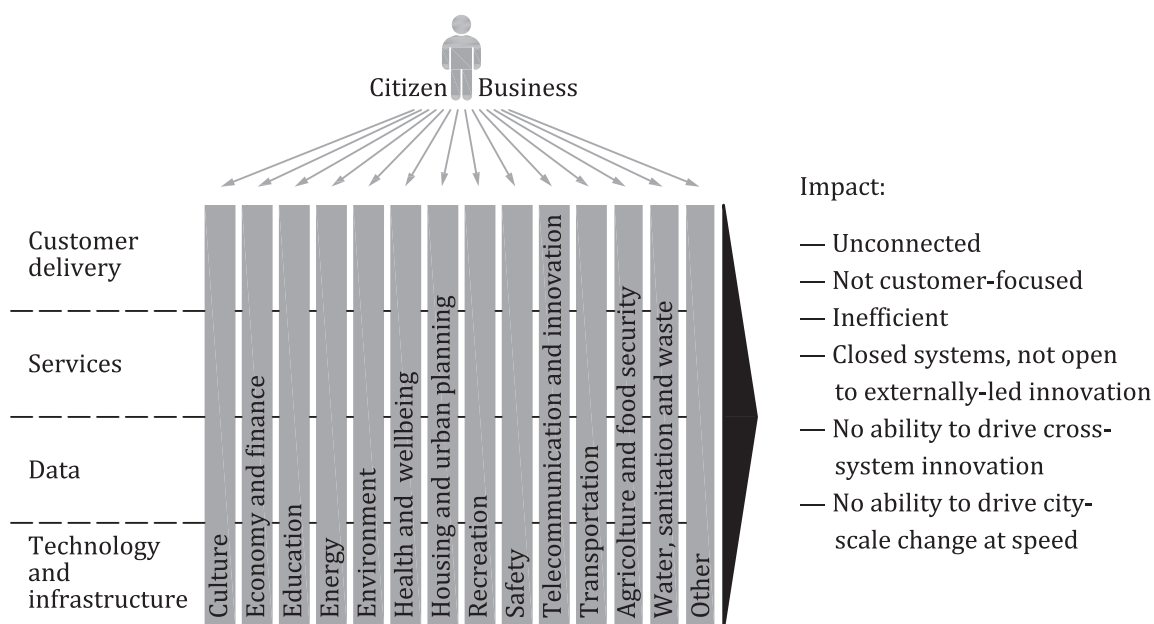 Citizen Business
Customer
delivery
Services
Data
Technology
and
infrastructure
Culture
Economy and finance
Education
Energy
Environment
Health and wellbeing
Housing and urban planning
Recreation
Safety
Telecommunication and innovation
Transportation
Agricolture and food security
Water, sanitation and waste
Other
Impact:
— Unconnected
— Not customer-focused
— Inefficient
— Closed systems, not open
to externally-led innovation
— No ability to drive cross-
system innovation
— No ability to drive city-
scale change at speed